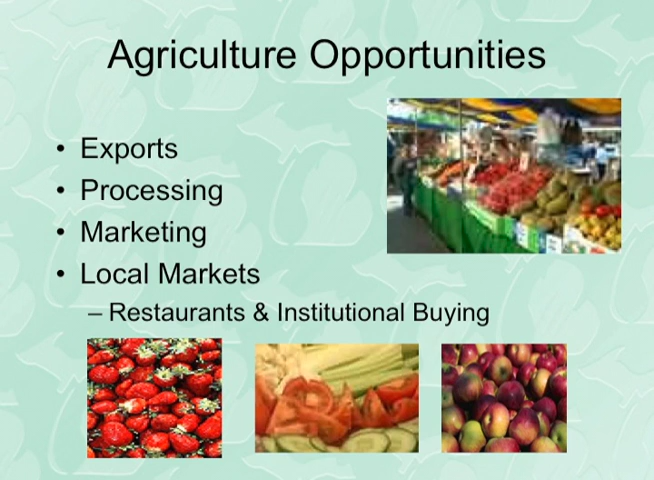 Agriculture Opportunities
• Exports
• Processing
• Marketing
• Local Markets
– Restaurants & Institutional Buying